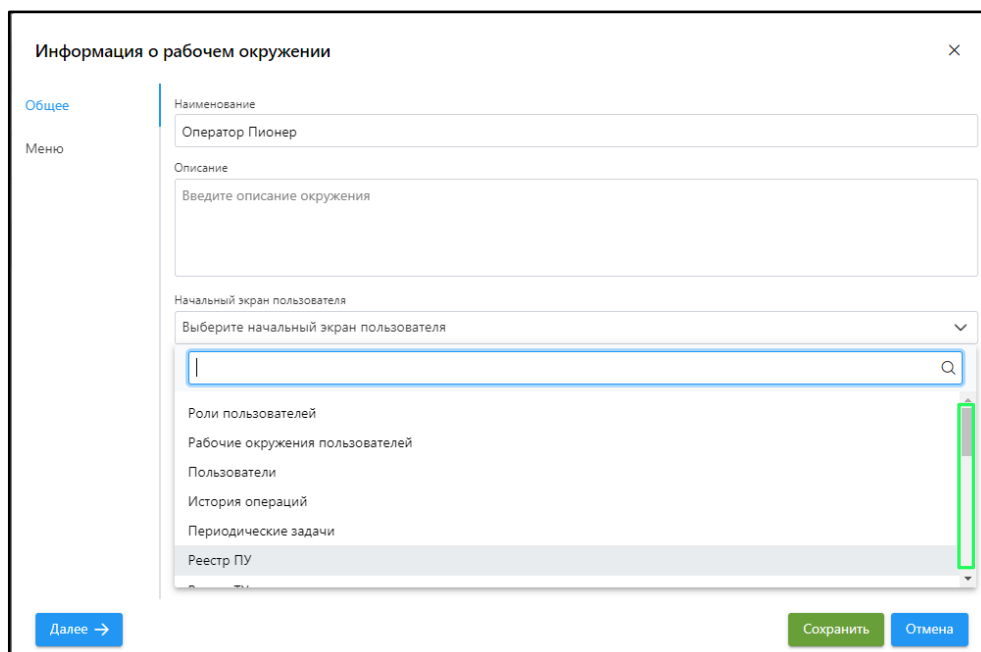 Информация о рабочем окружении
Общее
Меню
Наименование
Оператор Пионер
Описание
Введите описание окружения
Начальный экран пользователя
Выберите начальный экран пользователя
Роли пользователей
Рабочие окружения пользователей
Пользователи
История операций
Периодические задачи
Реестр ПУ
Далее →
Сохранить
Отмена